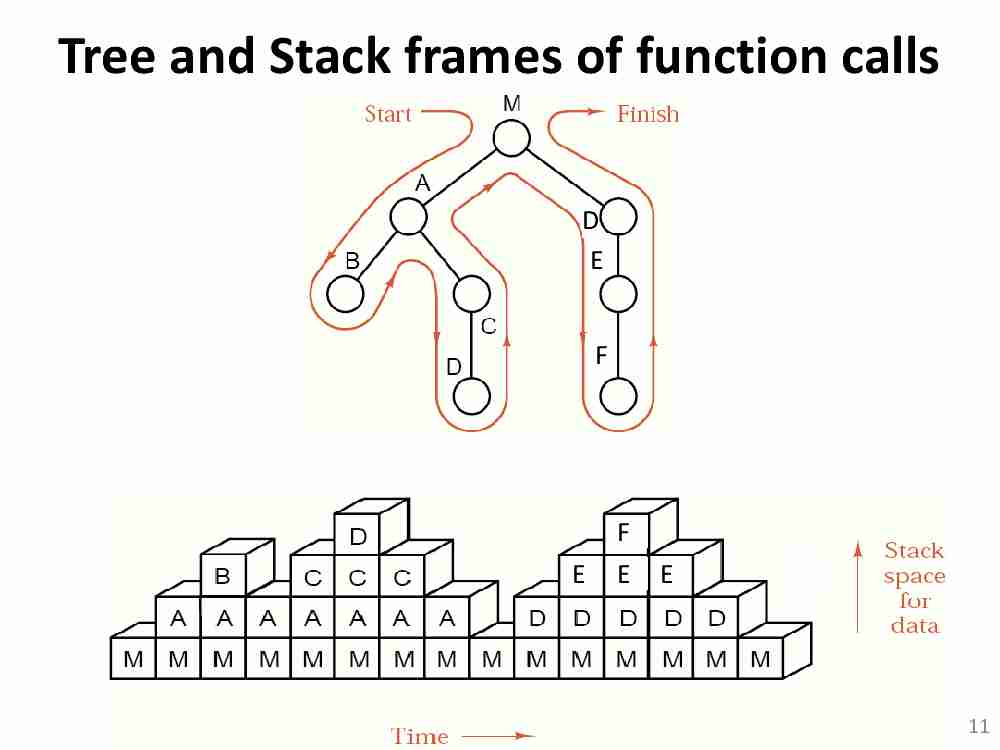 Tree and Stack frames of function calls
M
Start
Finish
A
D
B
E
C
F
D
D
F
Stack
B
C C C
E E E
space
for
A A A A A A A
D D D D D
data
M M M M M M M M M M M M M M M
Time
11